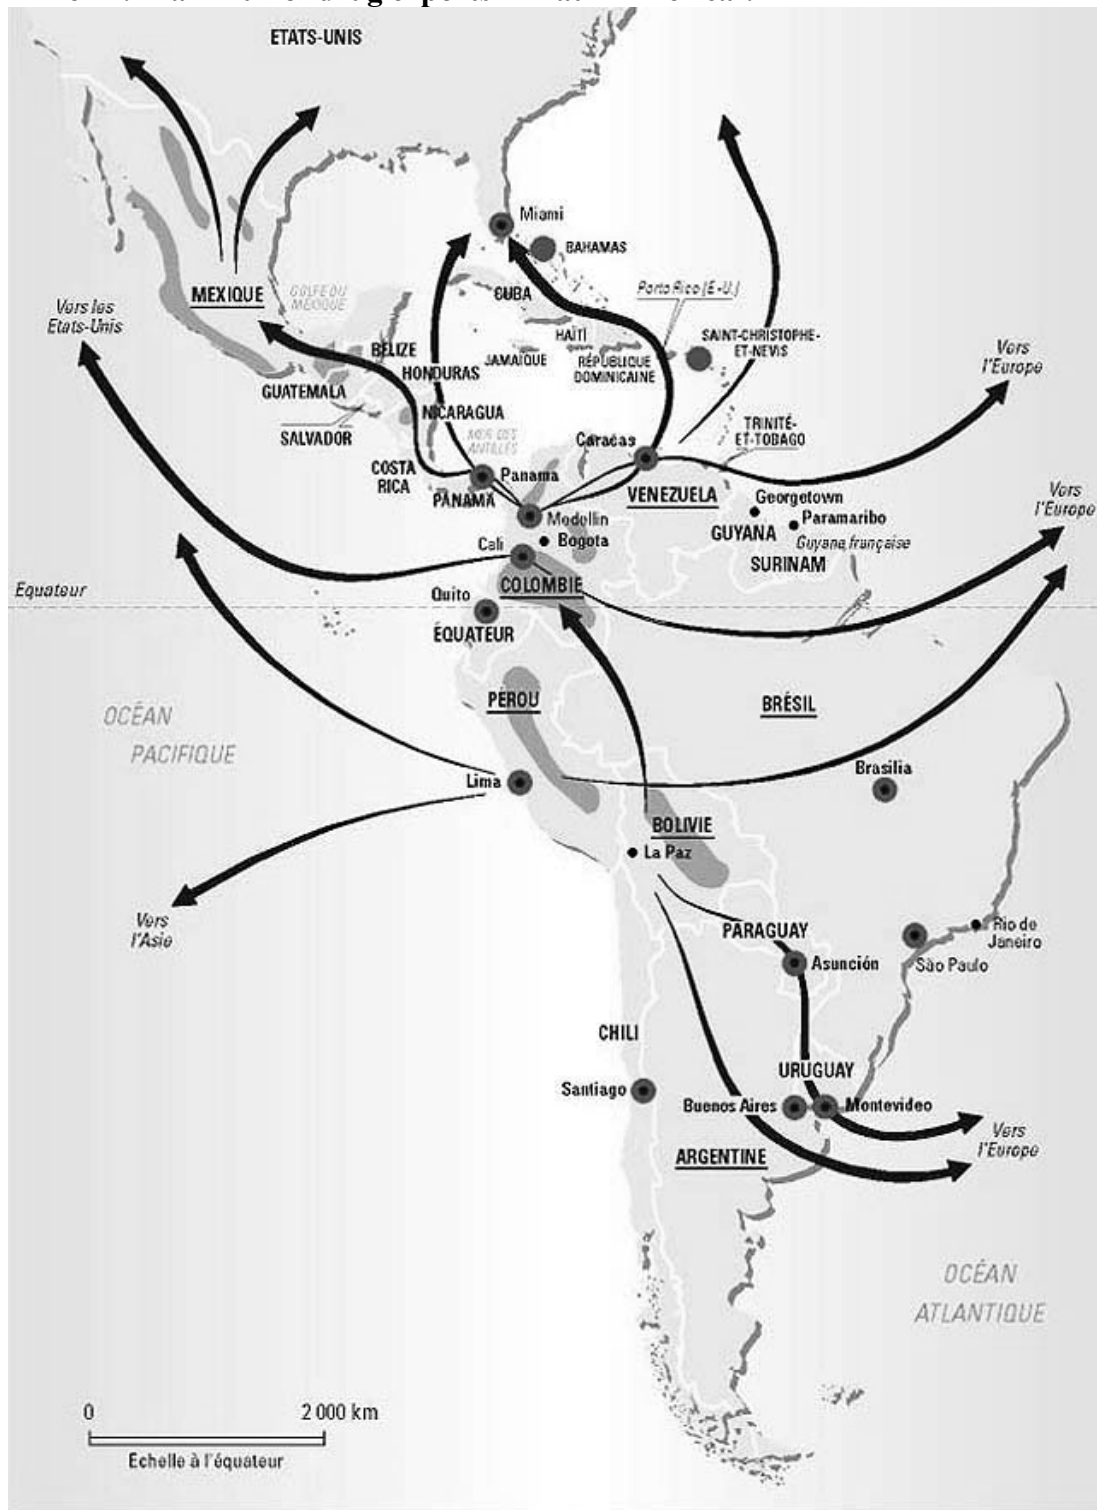 ETATS-UNIS
Miami
BAHAMAS
MEXIQUE
GOLFE DU
MEXIQUE
CUBA
Porto Rico (E.-U.)
Vers les
Etats-Unis
HAÏTI
SAINT-CHRISTOPHE-
ET-NEVIS
BELIZE
JAMAÏQUE
RÉPUBLIQUE
DOMINICAINE
Vers
l'Europe
HONDURAS
GUATEMALA
NICARAGUA
SALVADOR
MER DES
ANTILLES
Caracas
TRINITÉ-
ET-TOBAGO
COSTA
RICA
Panama
PANAMA
VENEZUELA
Georgetown
Vers
l'Europe
Medellin
GUYANA
Paramaribo
Cali
Bogota
Guyane française
SURINAM
COLOMBIE
Equateur
Quito
ÉQUATEUR
PÉROU
BRÉSIL
OCÉAN
PACIFIQUE
Lima
Brasilia
BOLIVIE
La Paz
Vers
l'Asie
PARAGUAY
Rio de
Janeiro
Asunción
São Paulo
CHILI
URUGUAY
Santiago
Buenos Aires
Montevideo
Vers
l'Europe
ARGENTINE
OCÉAN
ATLANTIQUE
0 2 000 km
Echelle à l'équateur